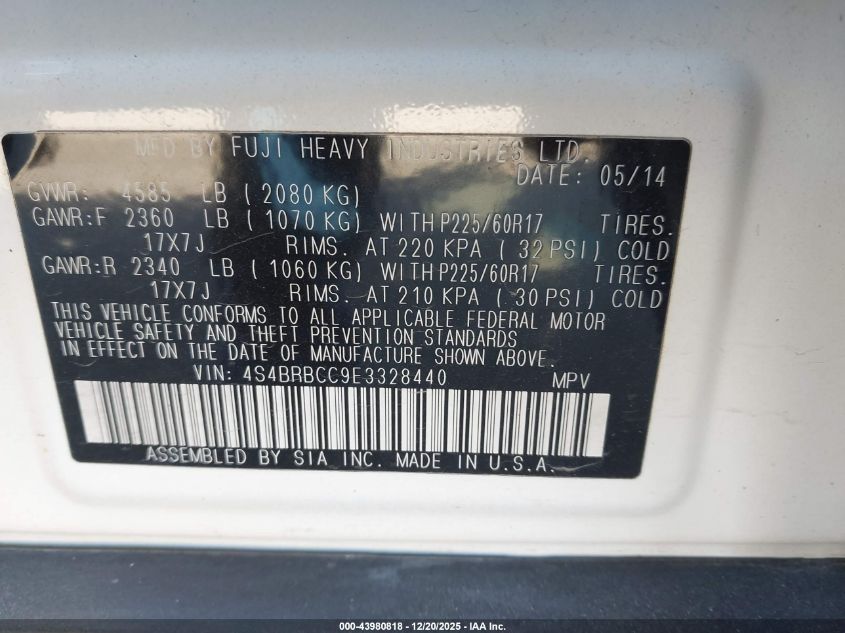 MFD BY FUJI HEAVY INDUSTRIES LTD.
DATE: 05/14
GVWR: 4585 LB ( 2080 KG)
GAWR:F 2360 LB ( 1070 KG) WITH P225/60R17 TIRES.
17X7J RIMS. AT 220 KPA ( 32 PSI) COLD
GAWR:R 2340 LB ( 1060 KG) WITH P225/60R17 TIRES.
17X7J RIMS. AT 210 KPA ( 30 PSI) COLD
THIS VEHICLE CONFORMS TO ALL APPLICABLE FEDERAL MOTOR
VEHICLE SAFETY AND THEFT PREVENTION STANDARDS
IN EFFECT ON THE DATE OF MANUFACTURE SHOWN ABOVE.
VIN: 4S4BRBCC9E3328440 MPV
ASSEMBLED BY SIA INC. MADE IN U.S.A.
000-43980818 - 12/20/2025 - IAA Inc.